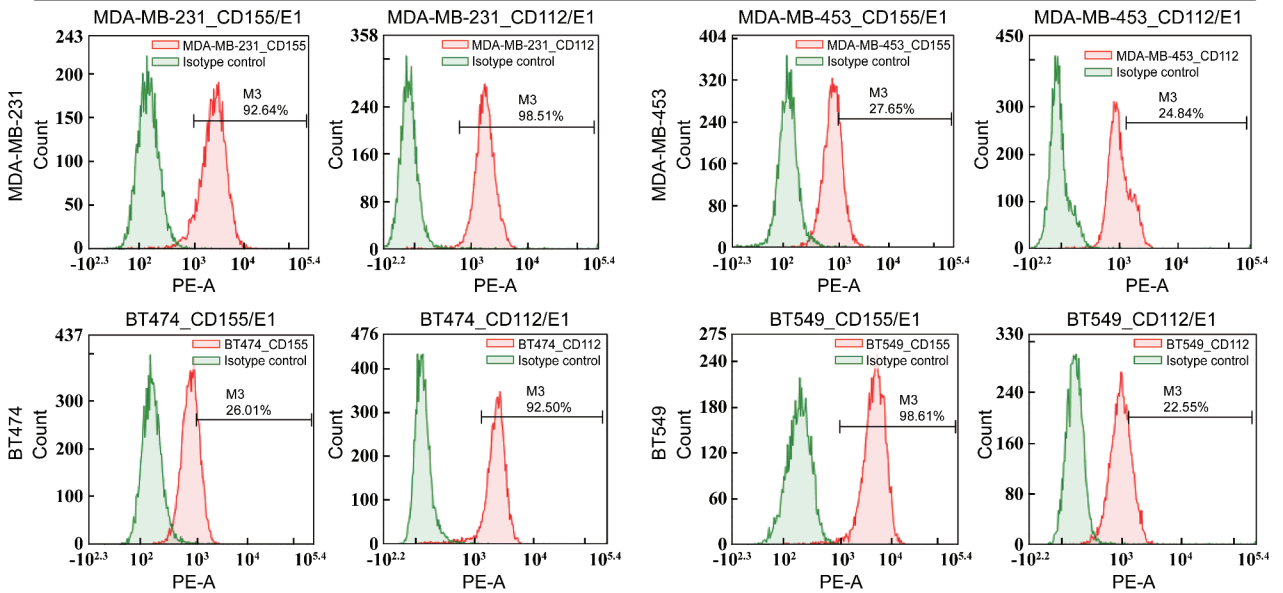 MDA-MB-231_CD155/E1
MDA-MB-231
Count
243
200
150
100
50
0
MDA-MB-231_CD155
Isotype control
M3
92.64%
-10^2.3 10^2 10^3 10^4 10^5.4
PE-A
MDA-MB-231_CD112/E1
Count
358
240
160
80
0
MDA-MB-231_CD112
Isotype control
M3
98.51%
-10^2.2 10^3 10^4 10^5.4
PE-A
MDA-MB-453_CD155/E1
MDA-MB-453
Count
404
320
240
160
80
0
MDA-MB-453_CD155
Isotype control
M3
27.65%
-10^2.3 10^2 10^3 10^4 10^5.4
PE-A
MDA-MB-453_CD112/E1
Count
450
300
200
100
0
MDA-MB-453_CD112
Isotype control
M3
24.84%
-10^2.2 10^3 10^4 10^5.4
PE-A
BT474_CD155/E1
BT474
Count
437
300
200
100
0
BT474_CD155
Isotype control
M3
26.01%
-10^2.3 10^2 10^3 10^4 10^5.4
PE-A
BT474_CD112/E1
Count
476
400
300
200
100
0
BT474_CD112
Isotype control
M3
92.50%
-10^2.2 10^3 10^4 10^5.4
PE-A
BT549_CD155/E1
BT549
Count
275
240
180
120
60
0
BT549_CD155
Isotype control
M3
98.61%
-10^2.3 10^2 10^3 10^4 10^5.4
PE-A
BT549_CD112/E1
Count
330
240
160
80
0
BT549_CD112
Isotype control
M3
22.55%
-10^2.2 10^3 10^4 10^5.4
PE-A